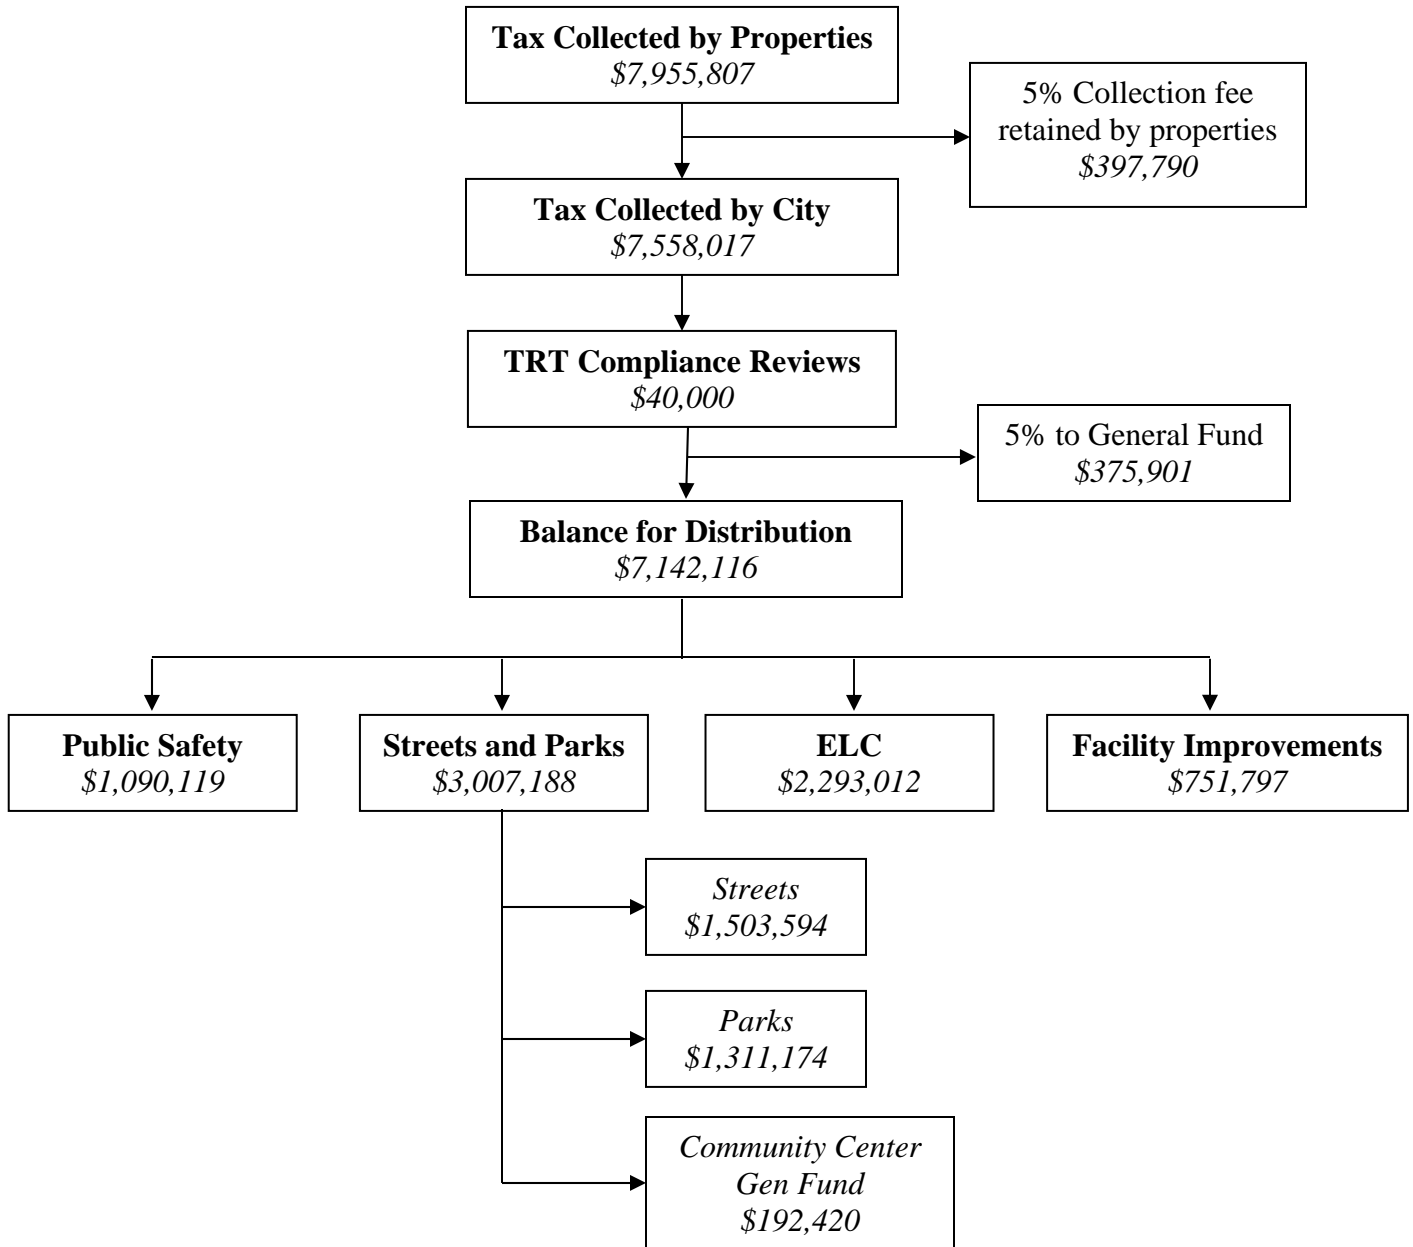 Tax Collected by Properties
$7,955,807
5% Collection fee
retained by properties
$397,790
Tax Collected by City
$7,558,017
TRT Compliance Reviews
$40,000
5% to General Fund
$375,901
Balance for Distribution
$7,142,116
Public Safety
$1,090,119
Streets and Parks
$3,007,188
ELC
$2,293,012
Facility Improvements
$751,797
Streets
$1,503,594
Parks
$1,311,174
Community Center
Gen Fund
$192,420